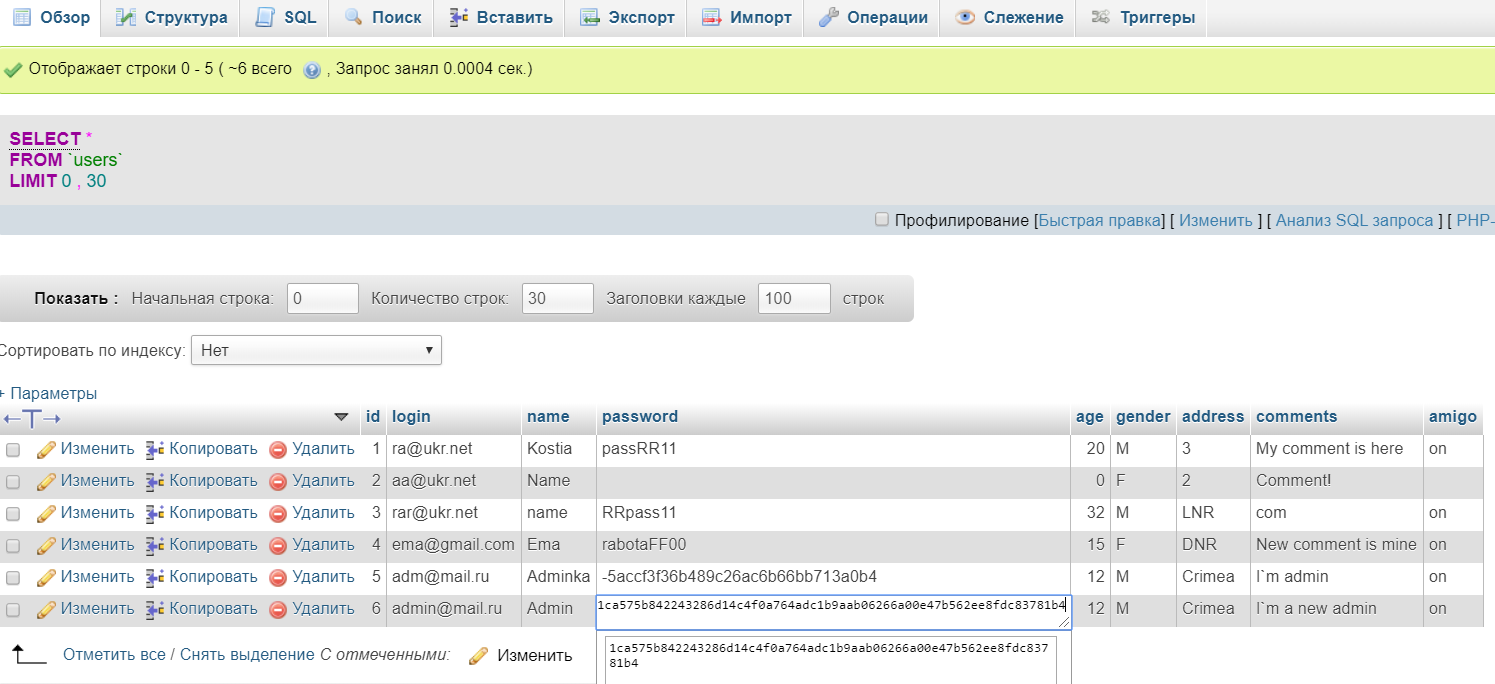 Обзор Структура SQL Поиск Вставить Экспорт Импорт Операции Слежение Триггеры
Отображает строки 0 - 5 ( ~6 всего , Запрос занял 0.0004 сек.)
SELECT *
FROM `users`
LIMIT 0 , 30
Профилирование [Быстрая правка] [ Изменить ] [ Анализ SQL запроса ] [ PHP-
Показать : Начальная строка: 0 Количество строк: 30 Заголовки каждые 100 строк
Сортировать по индексу: Нет
+ Параметры
←T→ id login name password age gender address comments amigo
Изменить Копировать Удалить 1 ra@ukr.net Kostia passRR11 20 M 3 My comment is here on
Изменить Копировать Удалить 2 aa@ukr.net Name 0 F 2 Comment!
Изменить Копировать Удалить 3 rar@ukr.net name RRpass11 32 M LNR com on
Изменить Копировать Удалить 4 ema@gmail.com Ema rabotaFF00 15 F DNR New comment is mine on
Изменить Копировать Удалить 5 adm@mail.ru Adminka -5accf3f36b489c26ac6b66bb713a0b4 12 M Crimea I`m admin on
Изменить Копировать Удалить 6 admin@mail.ru Admin 1ca575b842243286d14c4f0a764adc1b9aab06266a00e47b562ee8fdc83781b4 12 M Crimea I`m a new admin on
Отметить все / Снять выделение С отмеченными: Изменить
1ca575b842243286d14c4f0a764adc1b9aab06266a00e47b562ee8fdc837
81b4